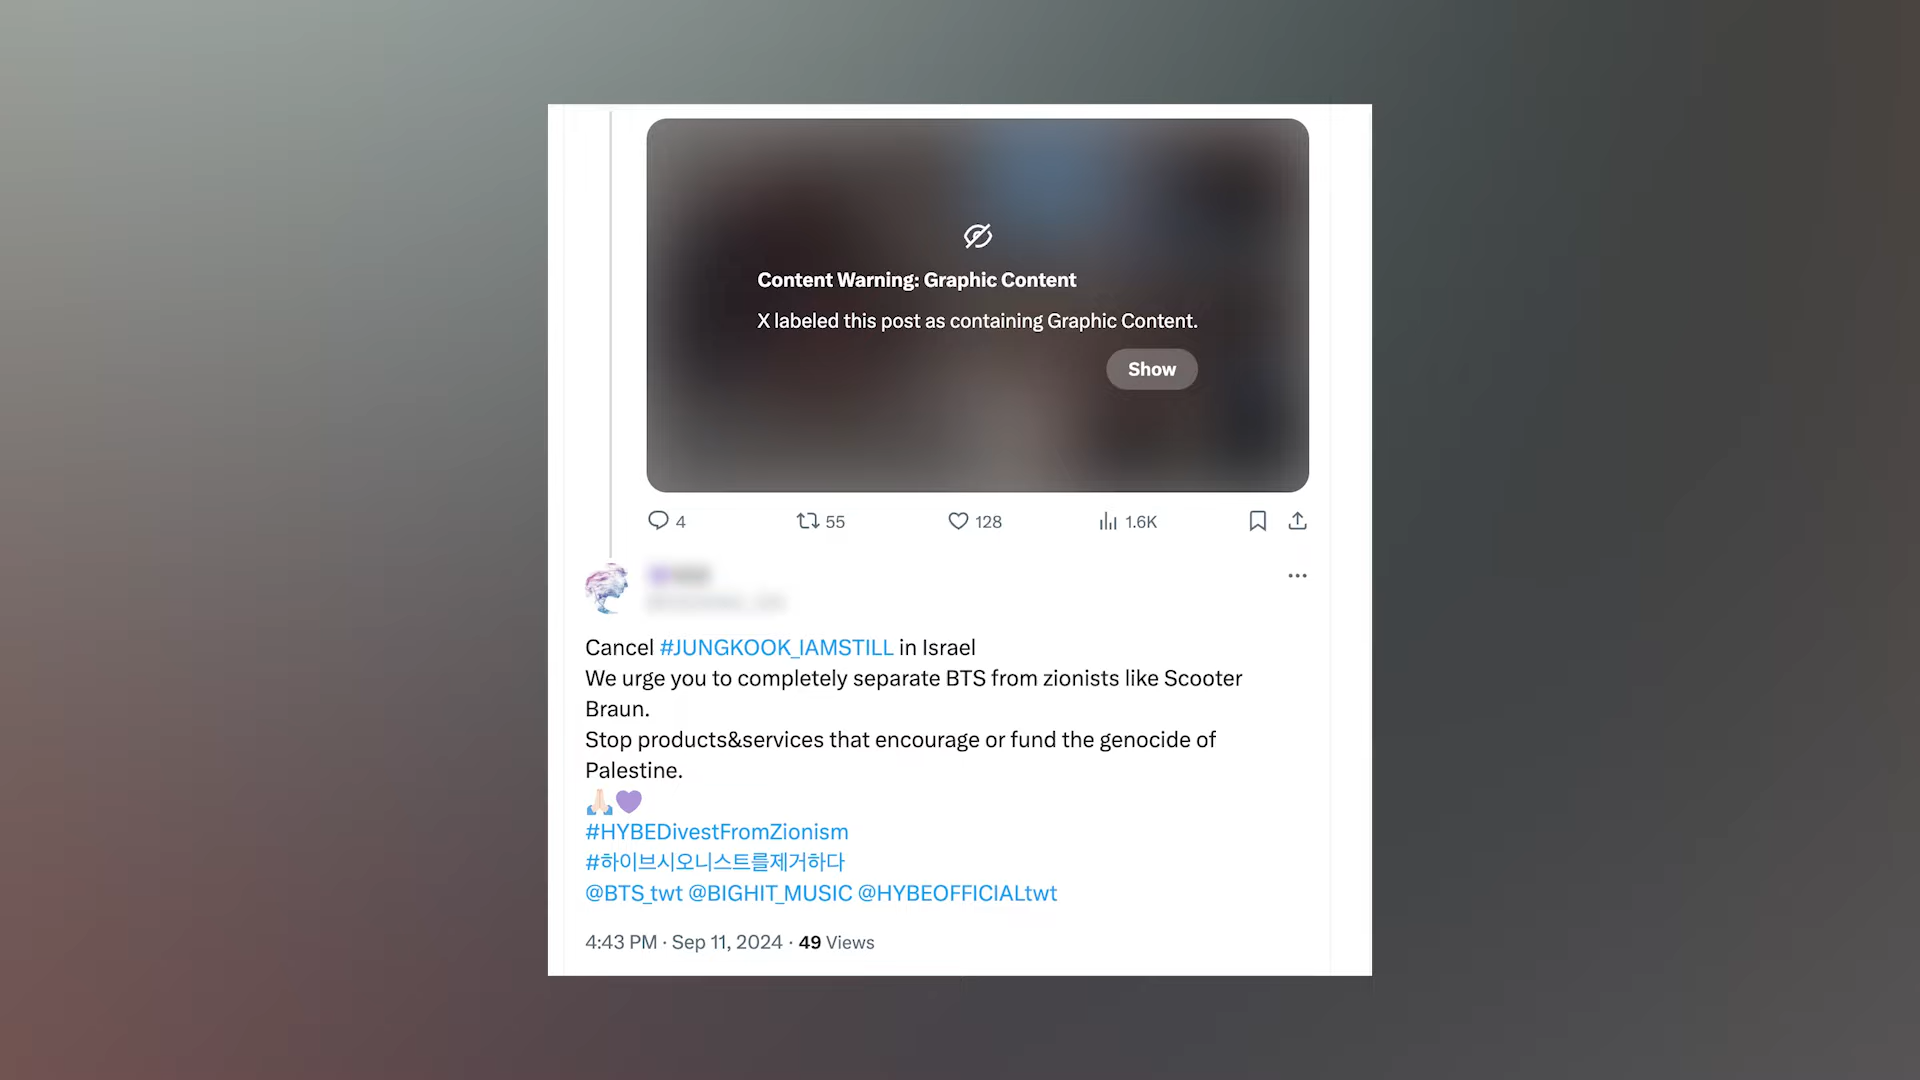 Content Warning: Graphic Content
X labeled this post as containing Graphic Content.
Show
4 55 128 1.6K
Cancel #JUNGKOOK_IAMSTILL in Israel
We urge you to completely separate BTS from zionists like Scooter
Braun.
Stop products&services that encourage or fund the genocide of
Palestine.
🙏🏻💜
#HYBEDivestFromZionism
#하이브시오니스트를제거하다
@BTS_twt @BIGHIT_MUSIC @HYBEOFFICIALtwt
4:43 PM · Sep 11, 2024 · 49 Views